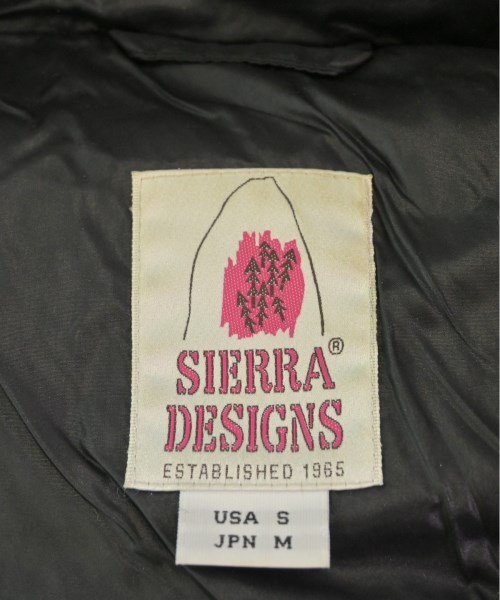 SIERRA®
DESIGNS
ESTABLISHED 1965
USA S
JPN M